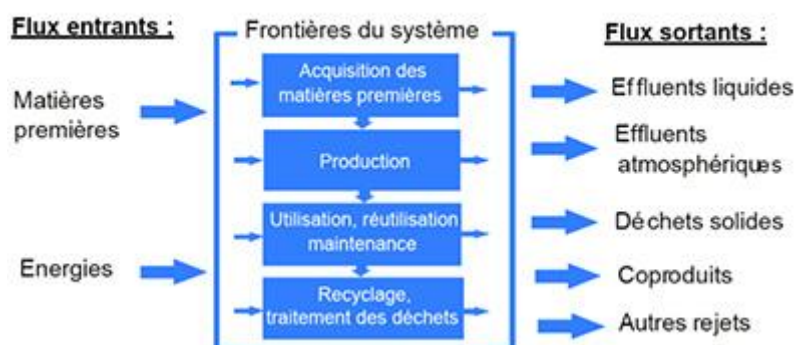 Flux entrants :
Matières
premières
Energies
Frontières du système
Acquisition des
matières premières
Production
Utilisation, réutilisation
maintenance
Recyclage,
traitement des déchets
Flux sortants :
Effluents liquides
Effluents
atmosphériques
Déchets solides
Coproduits
Autres rejets